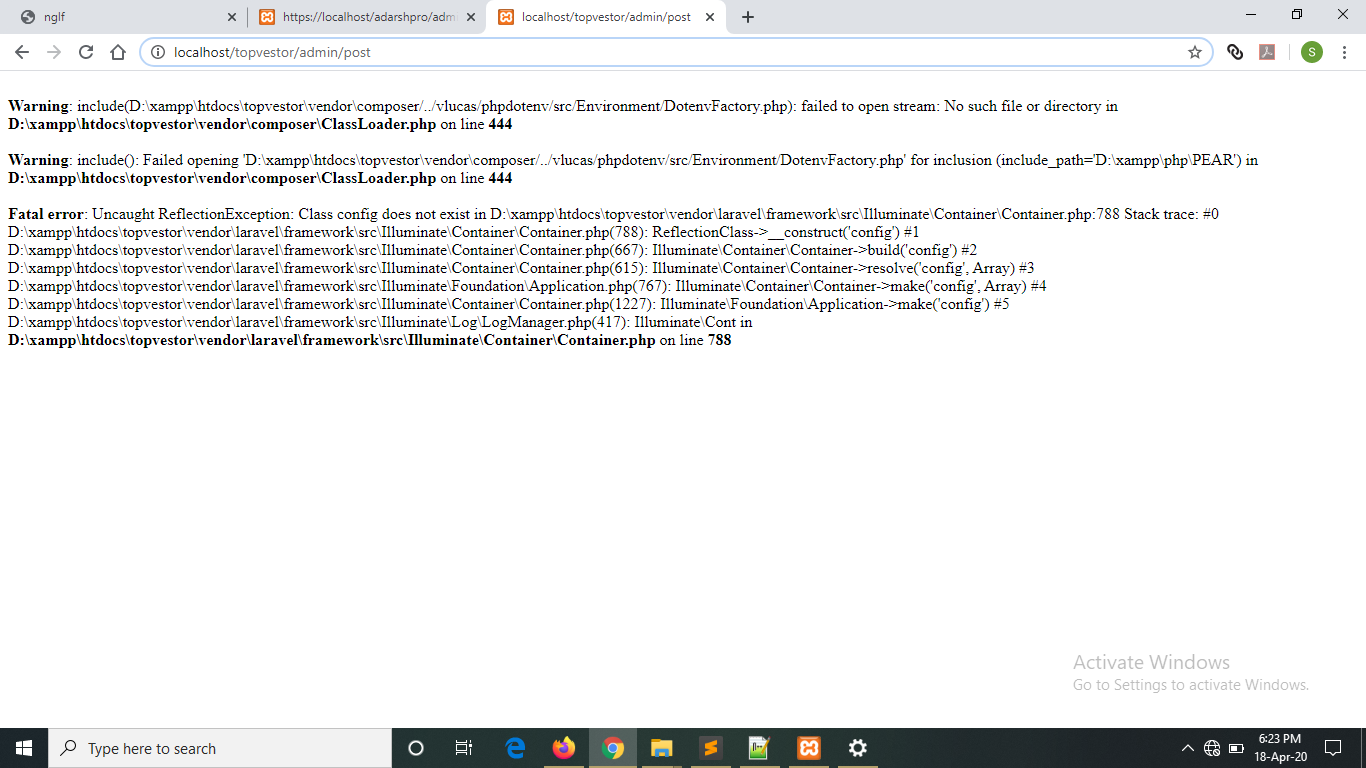 nglf
https://localhost/adarshpro/adm
localhost/topvestor/admin/post
localhost/topvestor/admin/post
S
Warning: include(D:\xampp\htdocs\topvestor\vendor\composer/../vlucas/phpdotenv/src/Environment/DotenvFactory.php): failed to open stream: No such file or directory in
D:\xampp\htdocs\topvestor\vendor\composer\ClassLoader.php on line 444
Warning: include(): Failed opening 'D:\xampp\htdocs\topvestor\vendor\composer/../vlucas/phpdotenv/src/Environment/DotenvFactory.php' for inclusion (include_path='D:\xampp\php\PEAR') in
D:\xampp\htdocs\topvestor\vendor\composer\ClassLoader.php on line 444
Fatal error: Uncaught ReflectionException: Class config does not exist in D:\xampp\htdocs\topvestor\vendor\laravel\framework\src\Illuminate\Container\Container.php:788 Stack trace: #0
D:\xampp\htdocs\topvestor\vendor\laravel\framework\src\Illuminate\Container\Container.php(788): ReflectionClass->__construct('config') #1
D:\xampp\htdocs\topvestor\vendor\laravel\framework\src\Illuminate\Container\Container.php(667): Illuminate\Container\Container->build('config') #2
D:\xampp\htdocs\topvestor\vendor\laravel\framework\src\Illuminate\Container\Container.php(615): Illuminate\Container\Container->resolve('config', Array) #3
D:\xampp\htdocs\topvestor\vendor\laravel\framework\src\Illuminate\Foundation\Application.php(767): Illuminate\Container\Container->make('config', Array) #4
D:\xampp\htdocs\topvestor\vendor\laravel\framework\src\Illuminate\Container\Container.php(1227): Illuminate\Foundation\Application->make('config') #5
D:\xampp\htdocs\topvestor\vendor\laravel\framework\src\Illuminate\Log\LogManager.php(417): Illuminate\Cont in
D:\xampp\htdocs\topvestor\vendor\laravel\framework\src\Illuminate\Container\Container.php on line 788
Activate Windows
Go to Settings to activate Windows.
Type here to search
6:23 PM
18-Apr-20